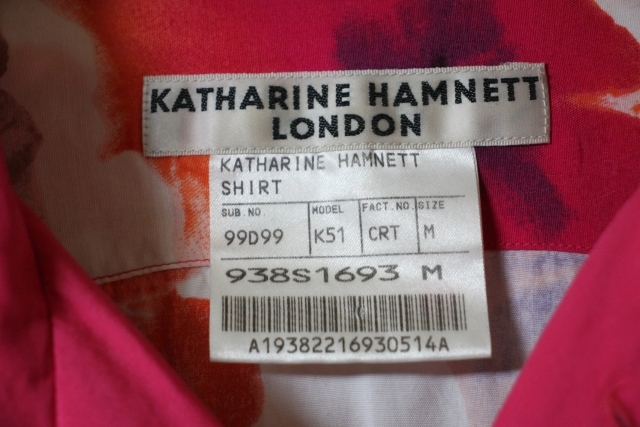 KATHARINE HAMNETT
LONDON
KATHARINE HAMNETT
SHIRT
SUB.NO. MODEL FACT.NO. SIZE
99D99 K51 CRT M
938S1693 M
A19382216930514A